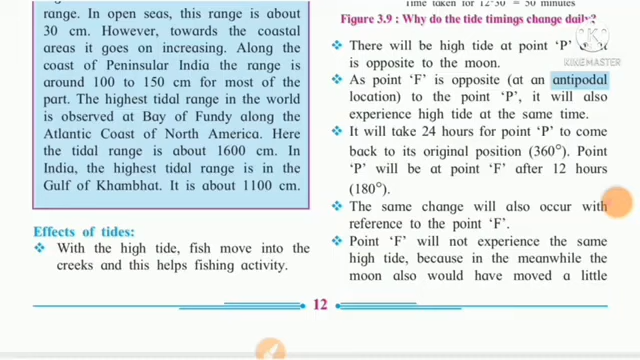 range. In open seas, this range is about
30 cm. However, towards the coastal
areas it goes on increasing. Along the
coast of Peninsular India the range is
around 100 to 150 cm for most of the
part. The highest tidal range in the world
is observed at Bay of Fundy along the
Atlantic Coast of North America. Here
the tidal range is about 1600 cm. In
India, the highest tidal range is in the
Gulf of Khambhat. It is about 1100 cm.
Effects of tides:
With the high tide, fish move into the
creeks and this helps fishing activity.
Time taken for 12°30' = 50 minutes
Figure 3.9 : Why do the tide timings change daily?
There will be high tide at point 'P'
is opposite to the moon.
As point 'F' is opposite (at an antipodal
location) to the point 'P', it will also
experience high tide at the same time.
It will take 24 hours for point 'P' to come
back to its original position (360°). Point
'P' will be at point 'F' after 12 hours
(180°).
The same change will also occur with
reference to the point 'F'.
Point 'F' will not experience the same
high tide, because in the meanwhile the
moon also would have moved a little
12
KINEMASTER